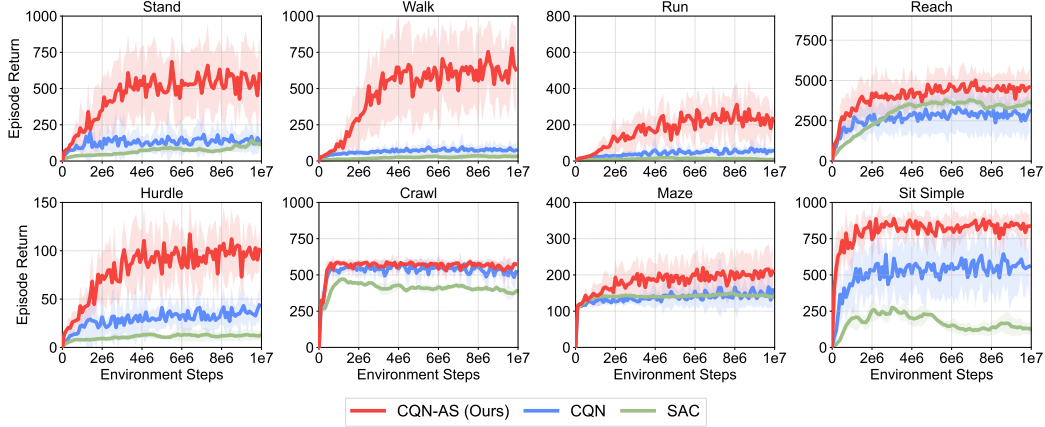 Stand Walk Run Reach
Episode Return
1000 1000 800 7500
750 750 600 5000
500 500 400 2500
250 250 200
0 0 0 0
0 2e6 4e6 6e6 8e6 1e7 0 2e6 4e6 6e6 8e6 1e7 0 2e6 4e6 6e6 8e6 1e7 0 2e6 4e6 6e6 8e6 1e7
Hurdle Crawl Maze Sit Simple
Episode Return
150 1000 400 1000
100 750 300 750
50 500 200 500
250 100 250
0 0 0 0
0 2e6 4e6 6e6 8e6 1e7 0 2e6 4e6 6e6 8e6 1e7 0 2e6 4e6 6e6 8e6 1e7 0 2e6 4e6 6e6 8e6 1e7
Environment Steps Environment Steps Environment Steps Environment Steps
CQN-AS (Ours) CQN SAC